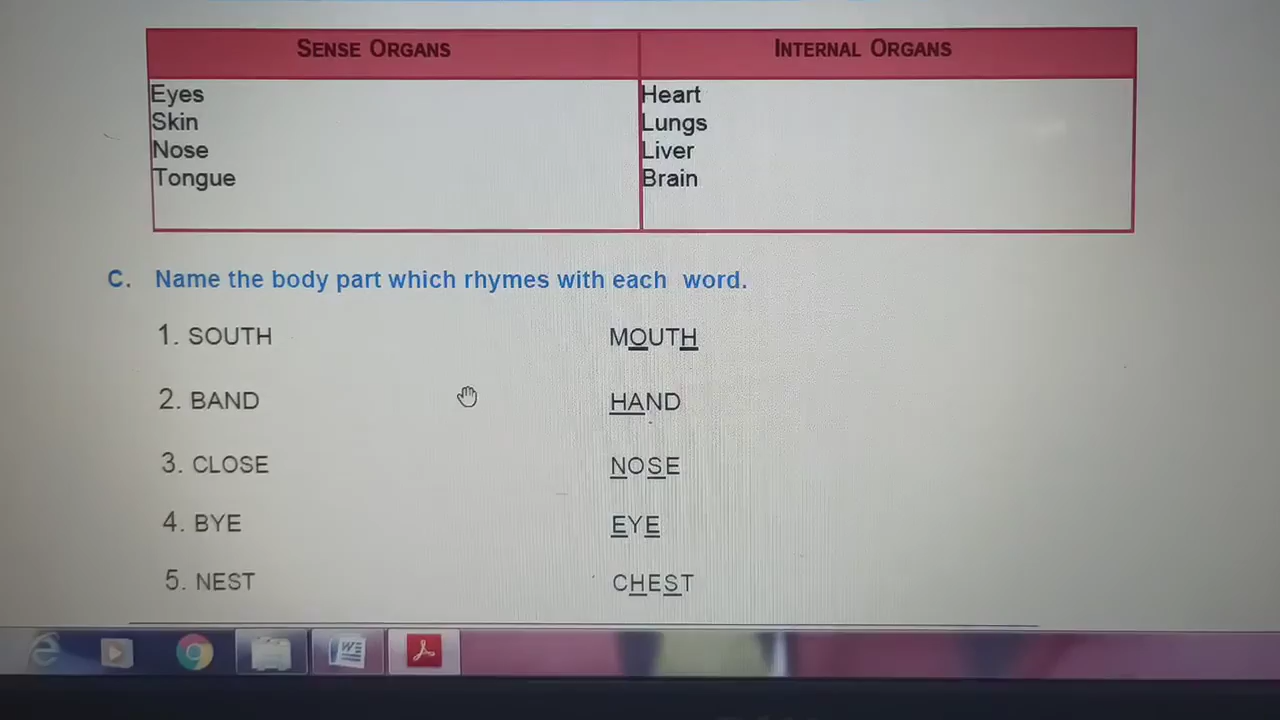 SENSE ORGANS INTERNAL ORGANS
Eyes Heart
Skin Lungs
Nose Liver
Tongue Brain
C. Name the body part which rhymes with each word.
1. SOUTH MOUTH
2. BAND HAND
3. CLOSE NOSE
4. BYE EYE
5. NEST CHEST